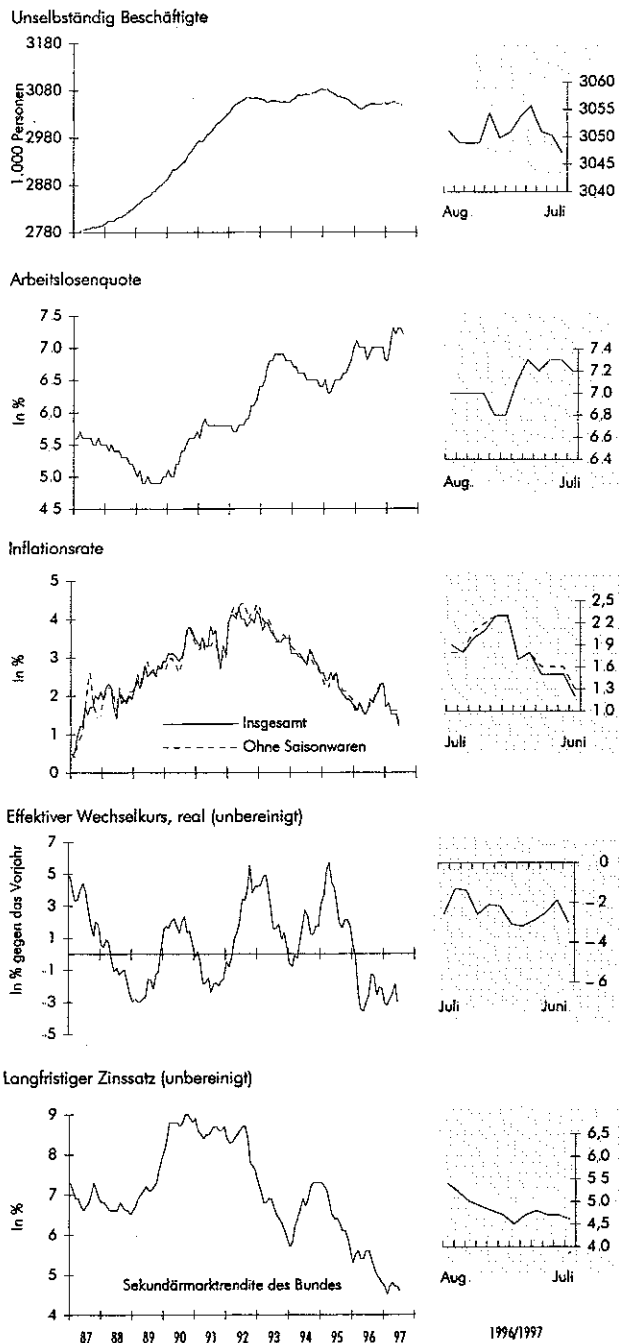 Unselbständig Beschäftigte
1.000 Personen
3180
3080
2980
2880
2780
3060
3055
3050
3045
3040
Aug.
Juli
Arbeitslosenquote
In %
7.5
7.0
6.5
6.0
5.5
5.0
4 5
7.4
7.2
7.0
6.8
6.6
6.4
Aug.
Juli
Inflationsrate
In %
5
4
3
2
1
0
Insgesamt
Ohne Saisonwaren
2,5
2 2
1 9
1.6
1.3
1.0
Juli
Juni
Effektiver Wechselkurs, real (unbereinigt)
In % gegen das Vorjahr
7
5
3
1
-1
-3
-5
0
-2
-4
-6
Juli
Juni
Langfristiger Zinssatz (unbereinigt)
In %
9
8
7
6
5
4
Sekundärmarktrendite des Bundes
87 88 89 90 91 92 93 94 95 96 97
6,5
6.0
5 5
5.0
4,5
4.0
Aug.
Juli
1996/1997